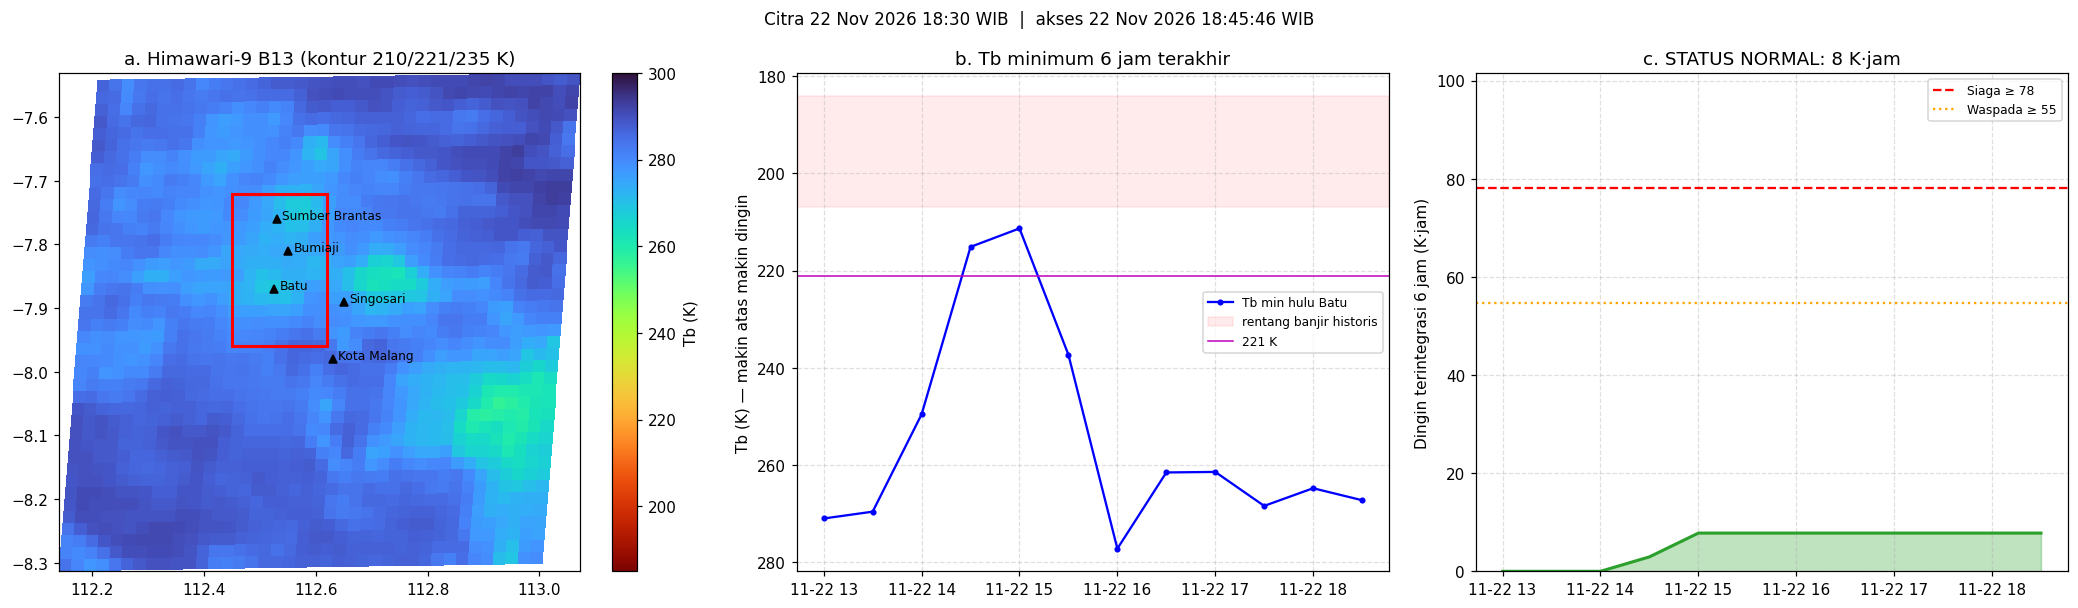 Citra 22 Nov 2026 18:30 WIB | akses 22 Nov 2026 18:45:46 WIB
a. Himawari-9 B13 (kontur 210/221/235 K)
−7.6
−7.7
−7.8
−7.9
−8.0
−8.1
−8.2
−8.3
112.2
112.4
112.6
112.8
113.0
Sumber Brantas
Bumiaji
Batu
Singosari
Kota Malang
300
280
260
240
220
200
Tb (K)
b. Tb minimum 6 jam terakhir
Tb (K) — makin atas makin dingin
180
200
220
240
260
280
11-22 13
11-22 14
11-22 15
11-22 16
11-22 17
11-22 18
Tb min hulu Batu
rentang banjir historis
221 K
c. STATUS NORMAL: 8 K·jam
Dingin terintegrasi 6 jam (K·jam)
100
80
60
40
20
0
11-22 13
11-22 14
11-22 15
11-22 16
11-22 17
11-22 18
Siaga ≥ 78
Waspada ≥ 55